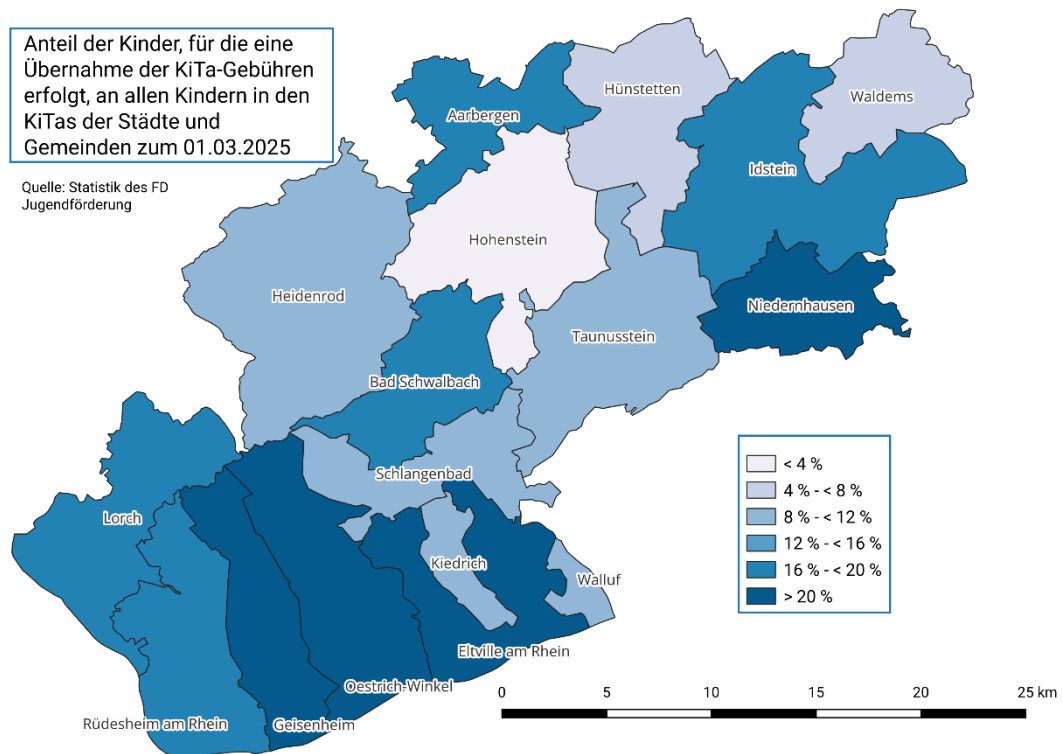 Anteil der Kinder, für die eine
Übernahme der KiTa-Gebühren
erfolgt, an allen Kindern in den
KiTas der Städte und
Gemeinden zum 01.03.2025
Quelle: Statistik des FD
Jugendförderung
Hünstetten
Waldems
Aarbergen
Idstein
Hohenstein
Heidenrod
Niedernhausen
Taunusstein
Bad Schwalbach
Schlangenbad
Lorch
Kiedrich
Walluf
Eltville am Rhein
Oestrich-Winkel
Rüdesheim am Rhein
Geisenheim
< 4 %
4 % - < 8 %
8 % - < 12 %
12 % - < 16 %
16 % - < 20 %
> 20 %
0 5 10 15 20 25 km